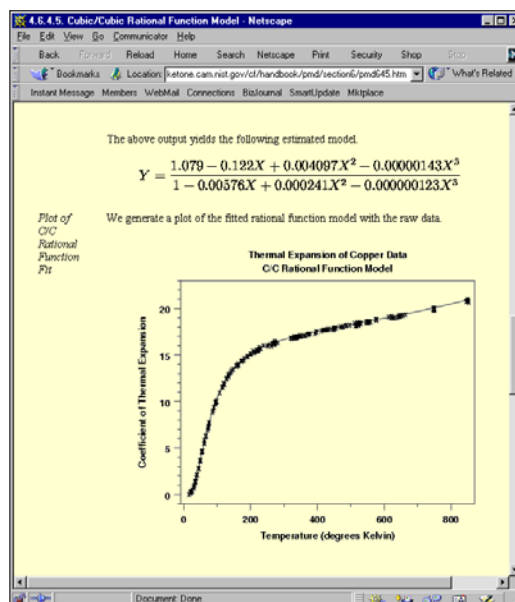 4.6.4.5. Cubic/Cubic Rational Function Model - Netscape
File Edit View Go Communicator Help
Back Forward Reload Home Search Netscape Print Security Shop Stop
Bookmarks Location: ketone.cam.nist.gov/cf/handbook/pmd/section6/pmd645.htm What's Related
Instant Message Members WebMail Connections BizJournal SmartUpdate Mktplace
The above output yields the following estimated model.
Y = (1.079 − 0.122X + 0.004097X² − 0.00000143X³) / (1 − 0.00576X + 0.000241X² − 0.000000123X³)
Plot of
C/C
Rational
Function
Fit
We generate a plot of the fitted rational function model with the raw data.
Thermal Expansion of Copper Data
C/C Rational Function Model
Coefficient of Thermal Expansion
20
15
10
5
0
0 200 400 600 800
Temperature (degrees Kelvin)
Document: Done